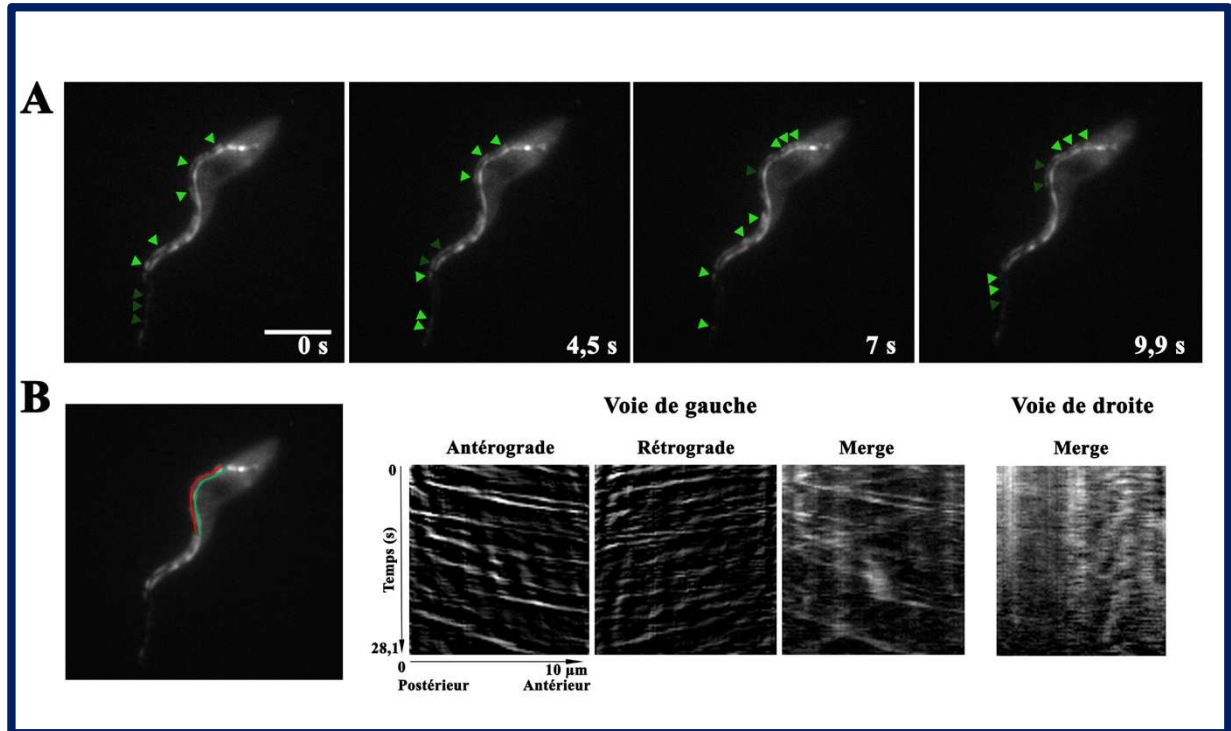 A
0 s
4,5 s
7 s
9,9 s
B
Voie de gauche
Voie de droite
Antérograde
Rétrograde
Merge
Merge
0
Temps (s)
28,1
0
10 µm
Postérieur
Antérieur